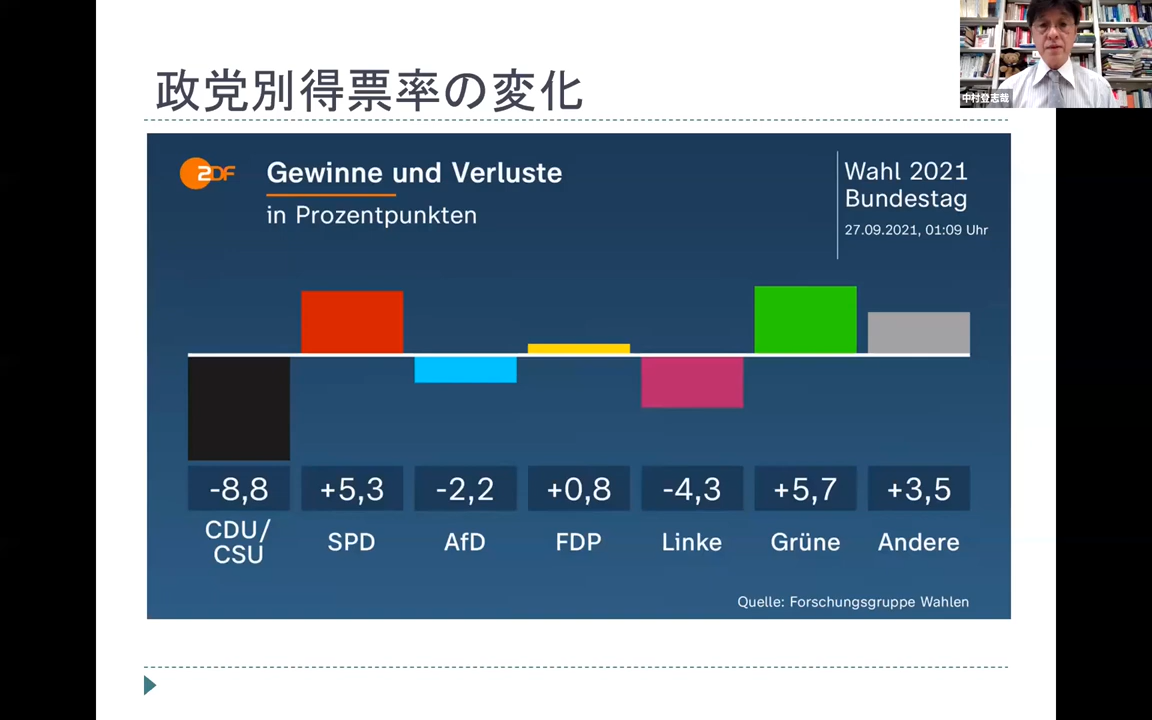 政党別得票率の変化
中村登志哉
ZDF
Gewinne und Verluste
in Prozentpunkten
Wahl 2021
Bundestag
27.09.2021, 01:09 Uhr
-8,8 +5,3 -2,2 +0,8 -4,3 +5,7 +3,5
CDU/
CSU SPD AfD FDP Linke Grüne Andere
Quelle: Forschungsgruppe Wahlen